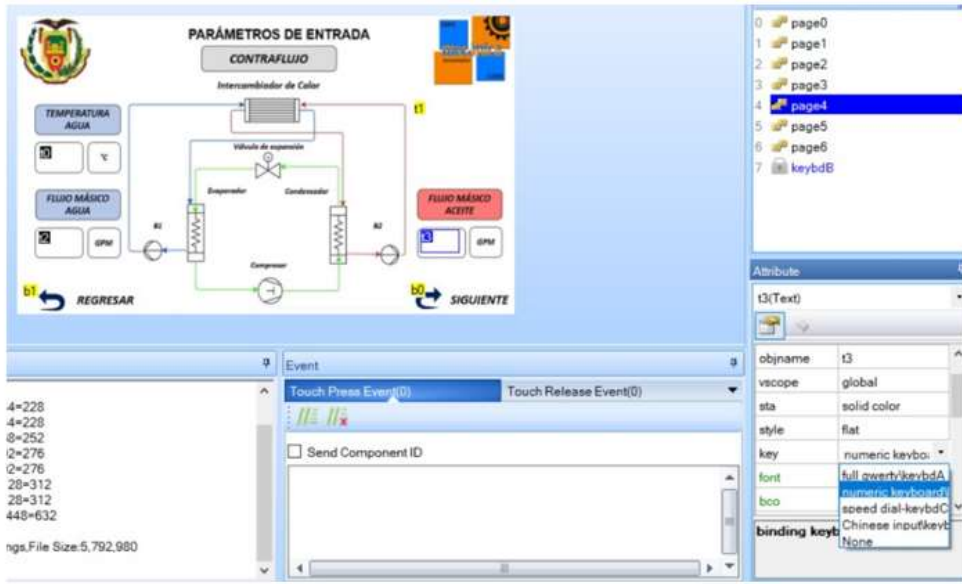 PARÁMETROS DE ENTRADA
CONTRAFLUJO
Intercambiador de Calor
t1
TEMPERATURA
AGUA
t0
°C
Válvula de expansión
Evaporador
Condensador
FLUJO MÁSICO
AGUA
t2
GPM
B1
B2
FLUJO MÁSICO
ACEITE
t3
GPM
Compresor
b1
REGRESAR
b0
SIGUIENTE
0 page0
1 page1
2 page2
3 page3
4 page4
5 page5
6 page6
7 keybdB
Attribute
t3(Text)
objname t3
vscope global
sta solid color
style flat
key numeric keyboa
font
bco
full qwerty\keybdA
numeric keyboard\
speed dial-keybdC
Chinese input\keyb
None
binding keyb
4=228
4=228
8=252
2=276
02=276
28=312
28=312
448=632
ngs,File Size:5,792,980
Event
Touch Press Event(0) Touch Release Event(0)
Send Component ID